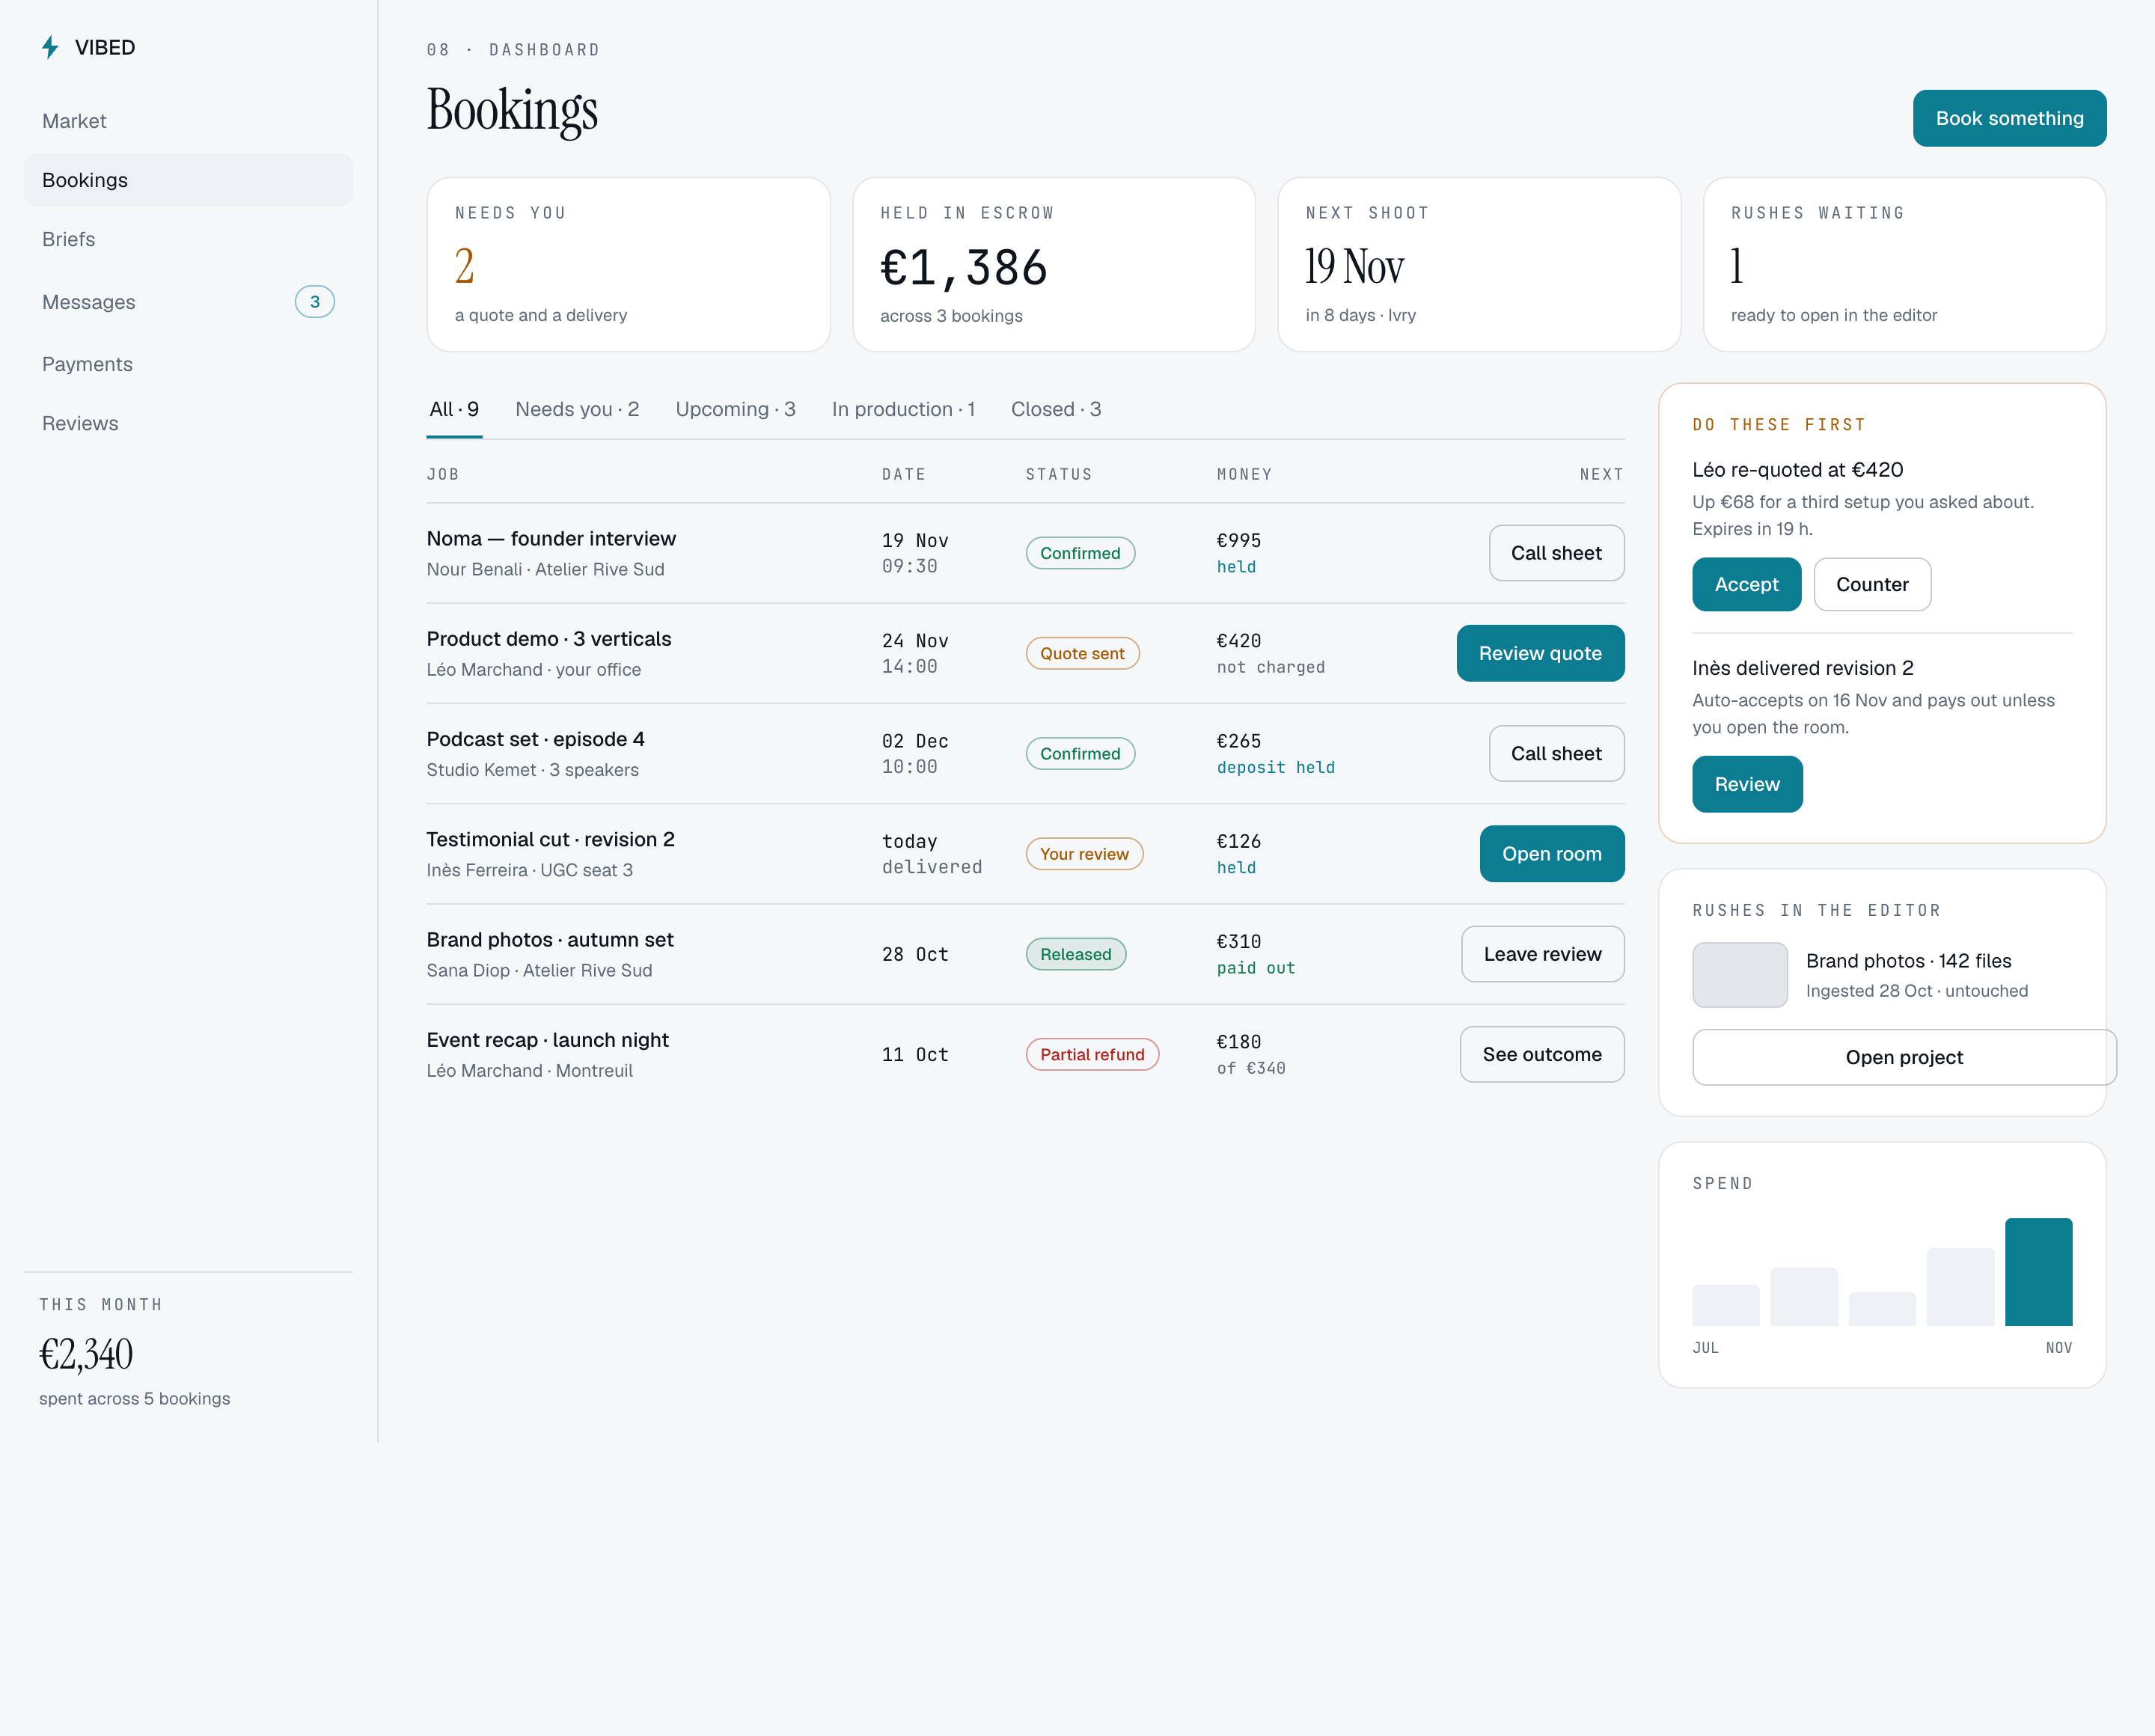 VIBED
Market
Bookings
Briefs
Messages 3
Payments
Reviews
THIS MONTH
€2,340
spent across 5 bookings
08 · DASHBOARD
Bookings
Book something
NEEDS YOU
2
a quote and a delivery
HELD IN ESCROW
€1,386
across 3 bookings
NEXT SHOOT
19 Nov
in 8 days · Ivry
RUSHES WAITING
1
ready to open in the editor
All · 9 Needs you · 2 Upcoming · 3 In production · 1 Closed · 3
JOB DATE STATUS MONEY NEXT
Noma — founder interview
Nour Benali · Atelier Rive Sud
19 Nov
09:30
Confirmed
€995
held
Call sheet
Product demo · 3 verticals
Léo Marchand · your office
24 Nov
14:00
Quote sent
€420
not charged
Review quote
Podcast set · episode 4
Studio Kemet · 3 speakers
02 Dec
10:00
Confirmed
€265
deposit held
Call sheet
Testimonial cut · revision 2
Inès Ferreira · UGC seat 3
today
delivered
Your review
€126
held
Open room
Brand photos · autumn set
Sana Diop · Atelier Rive Sud
28 Oct
Released
€310
paid out
Leave review
Event recap · launch night
Léo Marchand · Montreuil
11 Oct
Partial refund
€180
of €340
See outcome
DO THESE FIRST
Léo re-quoted at €420
Up €68 for a third setup you asked about.
Expires in 19 h.
Accept Counter
Inès delivered revision 2
Auto-accepts on 16 Nov and pays out unless
you open the room.
Review
RUSHES IN THE EDITOR
Brand photos · 142 files
Ingested 28 Oct · untouched
Open project
SPEND
JUL NOV